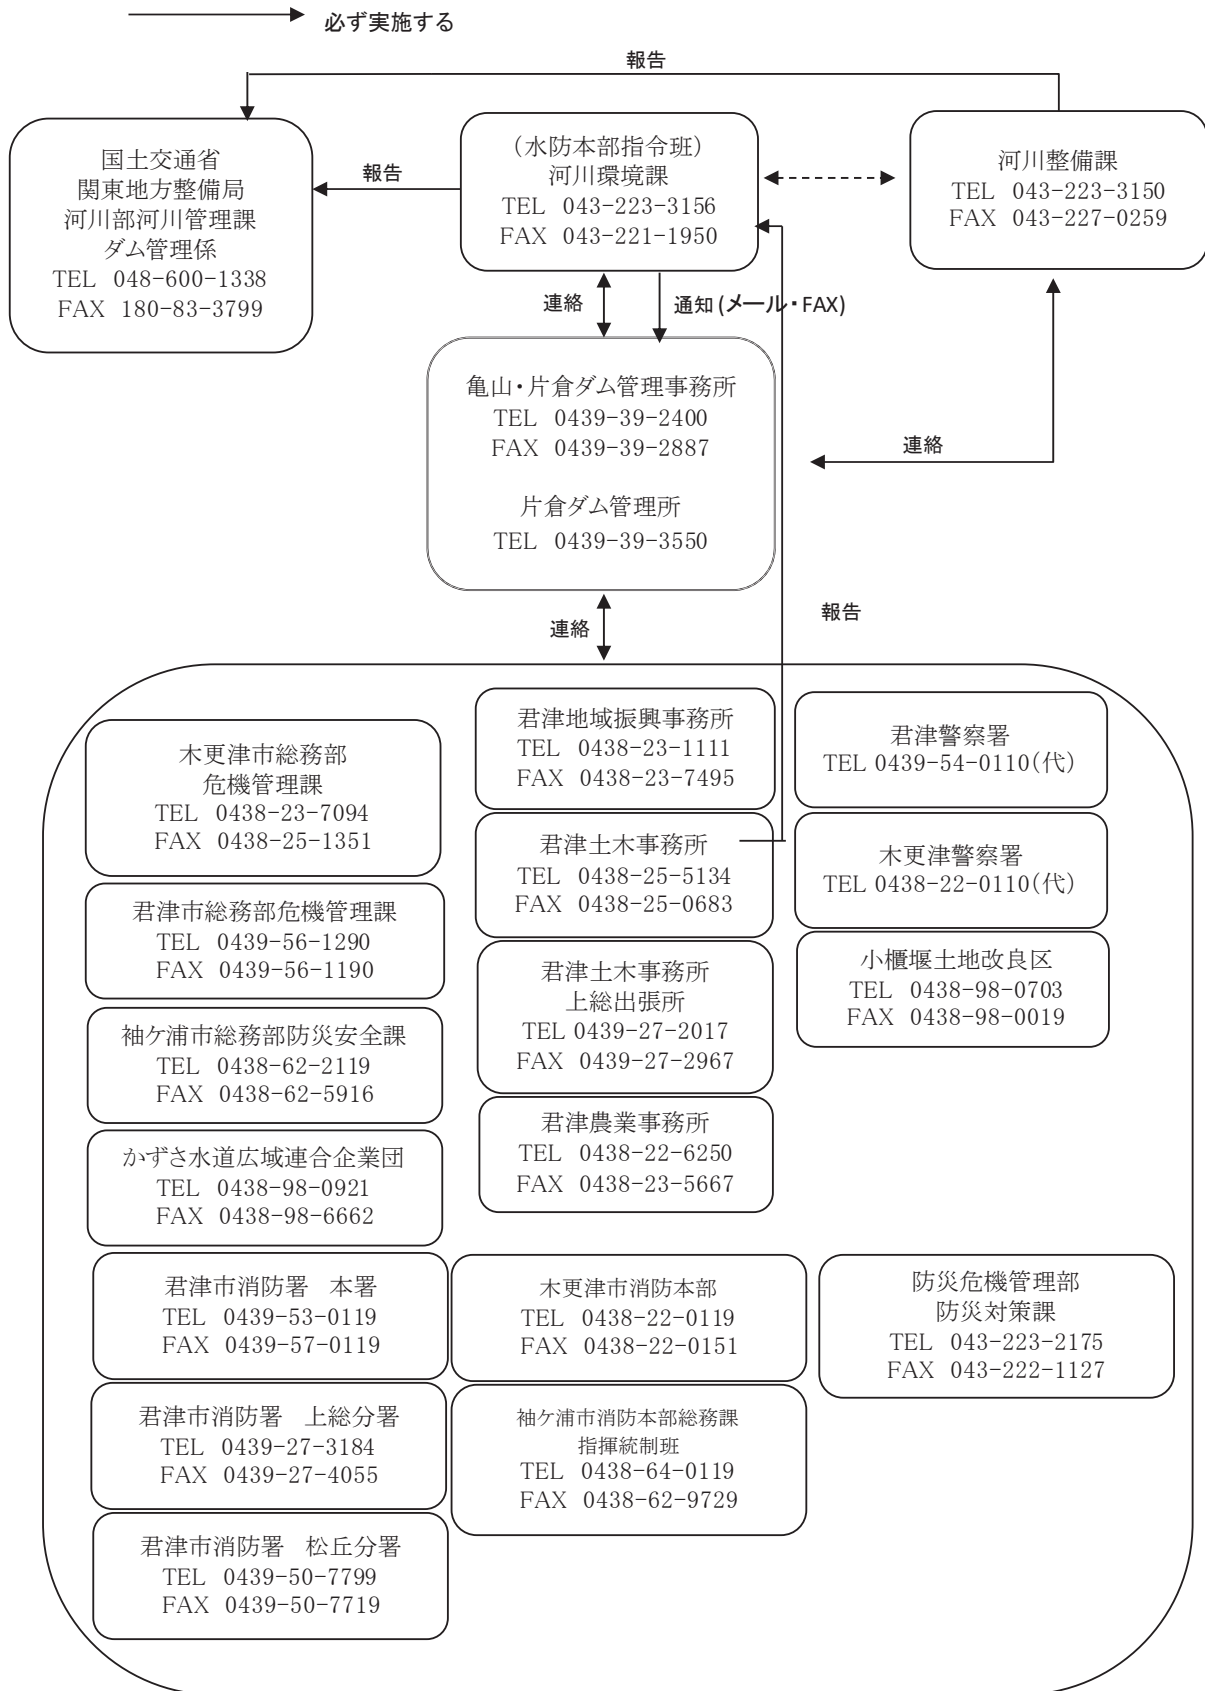 必ず実施する
報告
国土交通省
関東地方整備局
河川部河川管理課
ダム管理係
TEL 048-600-1338
FAX 180-83-3799
報告
(水防本部指令班)
河川環境課
TEL 043-223-3156
FAX 043-221-1950
河川整備課
TEL 043-223-3150
FAX 043-227-0259
連絡
通知(メール・FAX)
亀山・片倉ダム管理事務所
TEL 0439-39-2400
FAX 0439-39-2887
片倉ダム管理所
TEL 0439-39-3550
連絡
報告
連絡
木更津市総務部
危機管理課
TEL 0438-23-7094
FAX 0438-25-1351
君津市総務部危機管理課
TEL 0439-56-1290
FAX 0439-56-1190
袖ケ浦市総務部防災安全課
TEL 0438-62-2119
FAX 0438-62-5916
かずさ水道広域連合企業団
TEL 0438-98-0921
FAX 0438-98-6662
君津地域振興事務所
TEL 0438-23-1111
FAX 0438-23-7495
君津土木事務所
TEL 0438-25-5134
FAX 0438-25-0683
君津土木事務所
上総出張所
TEL 0439-27-2017
FAX 0439-27-2967
君津農業事務所
TEL 0438-22-6250
FAX 0438-23-5667
君津警察署
TEL 0439-54-0110(代)
木更津警察署
TEL 0438-22-0110(代)
小櫃堰土地改良区
TEL 0438-98-0703
FAX 0438-98-0019
君津市消防署 本署
TEL 0439-53-0119
FAX 0439-57-0119
君津市消防署 上総分署
TEL 0439-27-3184
FAX 0439-27-4055
君津市消防署 松丘分署
TEL 0439-50-7799
FAX 0439-50-7719
木更津市消防本部
TEL 0438-22-0119
FAX 0438-22-0151
袖ケ浦市消防本部総務課
指揮統制班
TEL 0438-64-0119
FAX 0438-62-9729
防災危機管理部
防災対策課
TEL 043-223-2175
FAX 043-222-1127